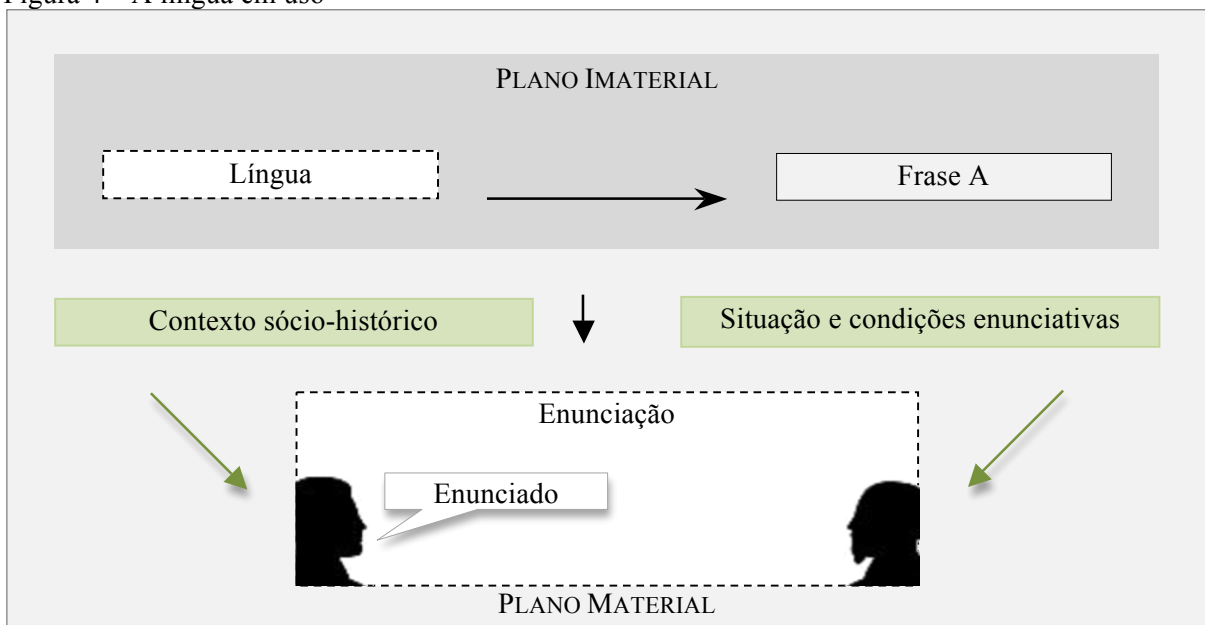 Figura 4 – A língua em uso
PLANO IMATERIAL
Língua
Frase A
Contexto sócio-histórico
Situação e condições enunciativas
Enunciação
Enunciado
PLANO MATERIAL